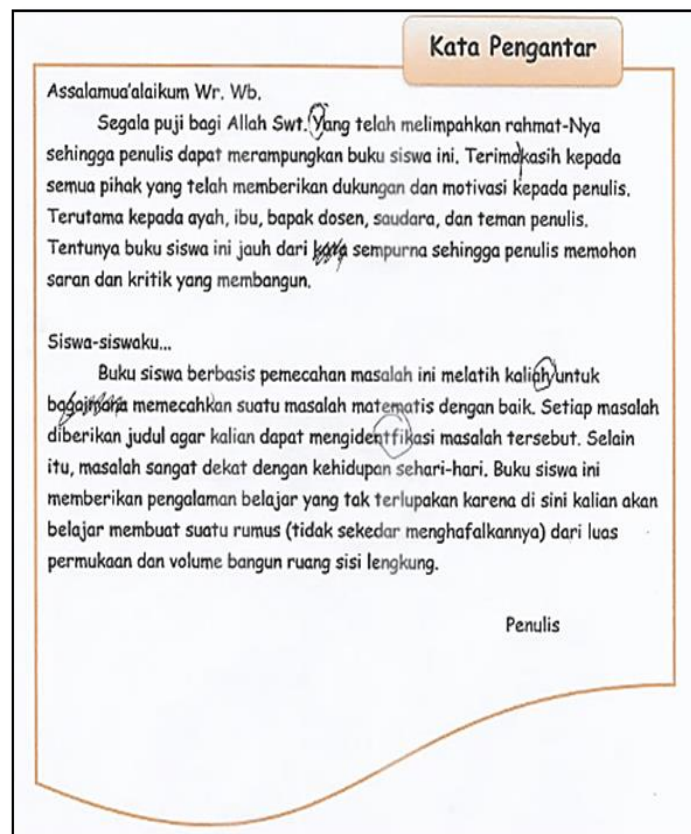 Kata Pengantar
Assalamua'alaikum Wr. Wb.
Segala puji bagi Allah Swt. Yang telah melimpahkan rahmat-Nya
sehingga penulis dapat merampungkan buku siswa ini. Terimakasih kepada
semua pihak yang telah memberikan dukungan dan motivasi kepada penulis.
Terutama kepada ayah, ibu, bapak dosen, saudara, dan teman penulis.
Tentunya buku siswa ini jauh dari sempurna sehingga penulis memohon
saran dan kritik yang membangun.
Siswa-siswaku...
Buku siswa berbasis pemecahan masalah ini melatih kaliah untuk
bagaimana memecahkan suatu masalah matematis dengan baik. Setiap masalah
diberikan judul agar kalian dapat mengidentfikasi masalah tersebut. Selain
itu, masalah sangat dekat dengan kehidupan sehari-hari. Buku siswa ini
memberikan pengalaman belajar yang tak terlupakan karena di sini kalian akan
belajar membuat suatu rumus (tidak sekedar menghafalkannya) dari luas
permukaan dan volume bangun ruang sisi lengkung.
Penulis